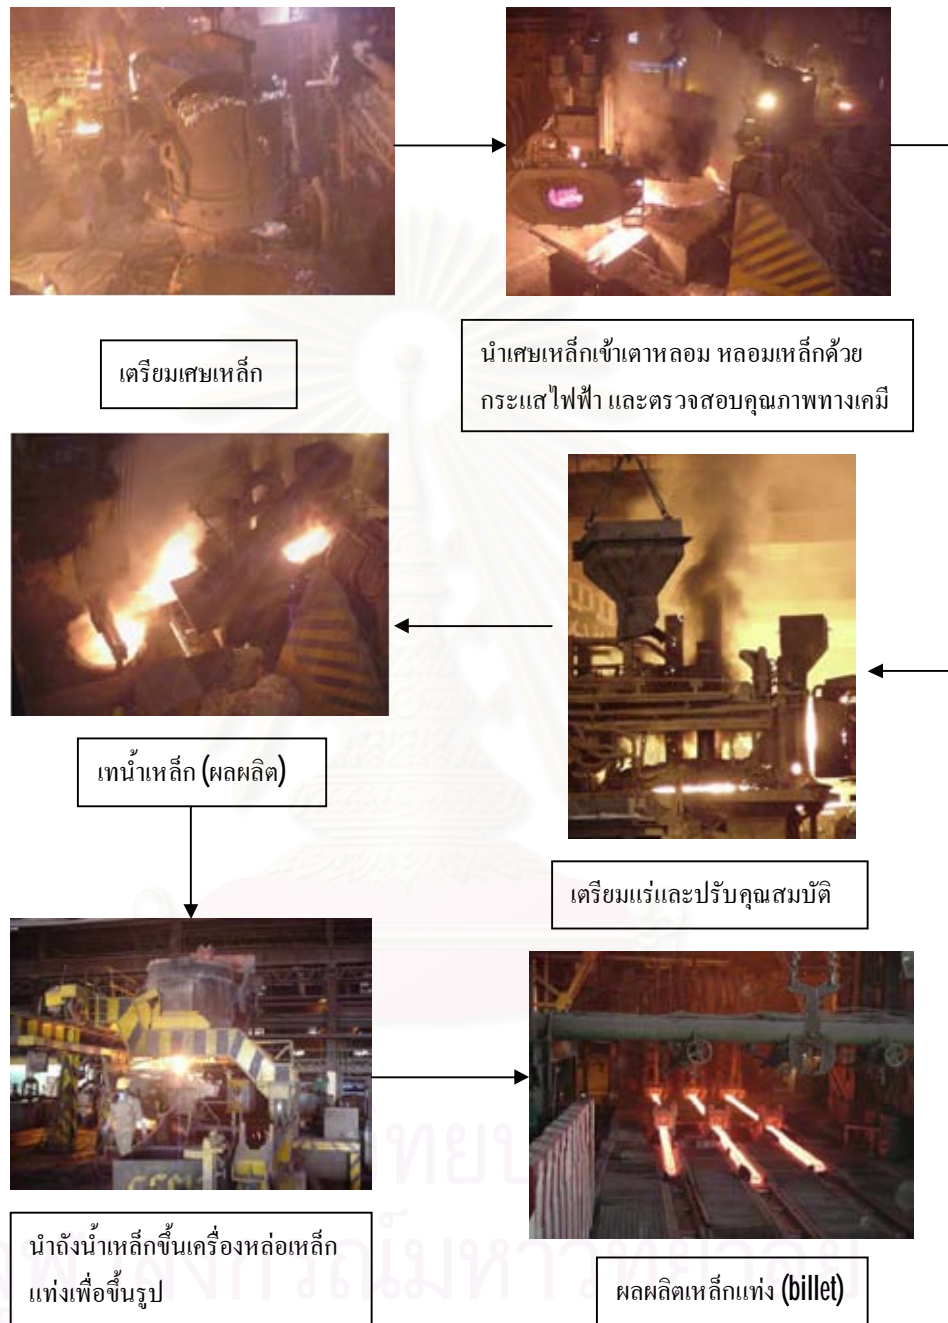 เตรียมเศษเหล็ก
นำเศษเหล็กเข้าเตาหลอม หลอมเหล็กด้วย
กระแสไฟฟ้า และตรวจสอบคุณภาพทางเคมี
เทน้ำเหล็ก (ผลผลิต)
เตรียมแร่และปรับคุณสมบัติ
นำถังน้ำเหล็กขึ้นเครื่องหล่อเหล็ก
แท่งเพื่อขึ้นรูป
ผลผลิตเหล็กแท่ง (billet)